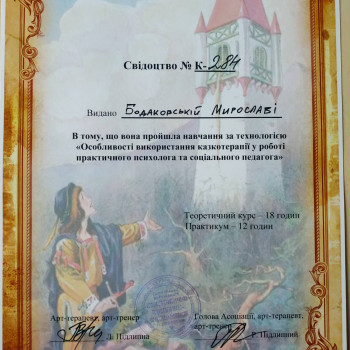 Свідоцтво № К-284
Видано Бодаковській Мирославі
В тому, що вона пройшла навчання за технологією
«Особливості використання казкотерапії у роботі
практичного психолога та соціального педагога»
Теоретичний курс – 18 годин
Практикум – 12 годин
Арт-терапевт, арт-тренер
Л. Підлипна
Голова Асоціації, арт-терапевт,
арт-тренер
Р. Підлипний